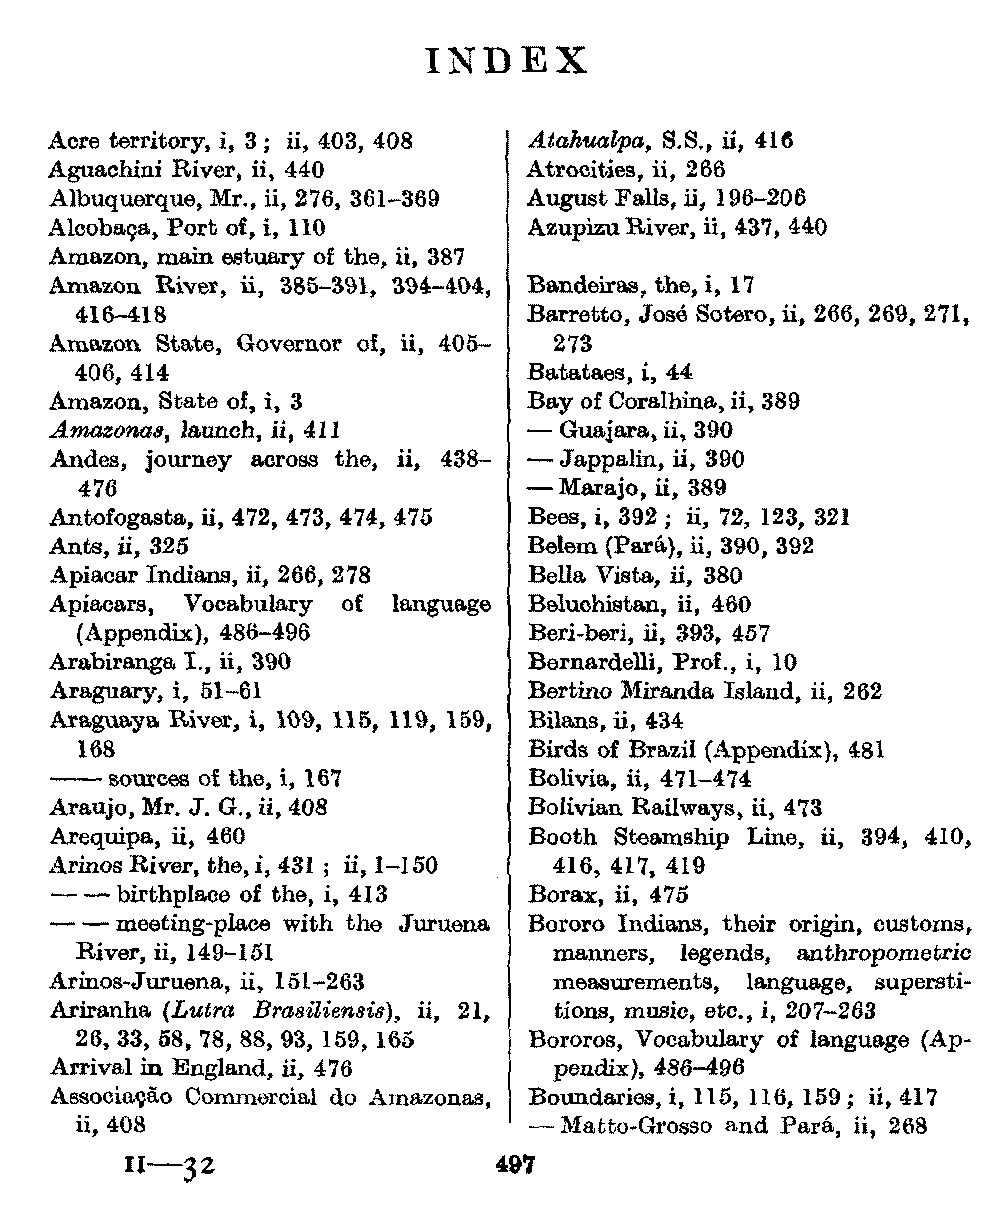 INDEX
Acre territory, i, 3; ii, 403, 408
Aguachini River, ii, 440
Albuquerque, Mr., ii, 276, 361–369
Alcobaça, Port of, i, 110
Amazon, main estuary of the, ii, 387
Amazon River, ii, 385–391, 394–404,
416–418
Amazon State, Governor of, ii, 405–
406, 414
Amazon, State of, i, 3
Amazonas, launch, ii, 411
Andes, journey across the, ii, 438–
476
Antofogasta, ii, 472, 473, 474, 475
Ants, ii, 325
Apiacar Indians, ii, 266, 278
Apiacars, Vocabulary of language
(Appendix), 486–496
Arabiranga I., ii, 390
Araguary, i, 51–61
Araguaya River, i, 109, 115, 119, 159,
168
—— sources of the, i, 167
Araujo, Mr. J. G., ii, 408
Arequipa, ii, 460
Arinos River, the, i, 431; ii, 1–150
— — birthplace of the, i, 413
— — meeting-place with the Juruena
River, ii, 149–151
Arinos-Juruena, ii, 151–263
Ariranha (Lutra Brasiliensis), ii, 21,
26, 33, 58, 78, 88, 93, 159, 165
Arrival in England, ii, 476
Associação Commercial do Amazonas,
ii, 408
Atahualpa, S.S., ii, 416
Atrocities, ii, 266
August Falls, ii, 196–206
Azupizu River, ii, 437, 440
Bandeiras, the, i, 17
Barretto, José Sotero, ii, 266, 269, 271,
273
Batataes, i, 44
Bay of Coralhina, ii, 389
— Guajara, ii, 390
— Jappalin, ii, 390
— Marajo, ii, 389
Bees, i, 392; ii, 72, 123, 321
Belem (Pará), ii, 390, 392
Bella Vista, ii, 380
Beluchistan, ii, 460
Beri-beri, ii, 393, 457
Bernardelli, Prof., i, 10
Bertino Miranda Island, ii, 262
Bilans, ii, 434
Birds of Brazil (Appendix), 481
Bolivia, ii, 471–474
Bolivian Railways, ii, 473
Booth Steamship Line, ii, 394, 410,
416, 417, 419
Borax, ii, 475
Bororo Indians, their origin, customs,
manners, legends, anthropometric
measurements, language, supersti-
tions, music, etc., i, 207–263
Bororos, Vocabulary of language (Ap-
pendix), 486–496
Boundaries, i, 115, 116, 159; ii, 417
— Matto-Grosso and Pará, ii, 268
II—32
497